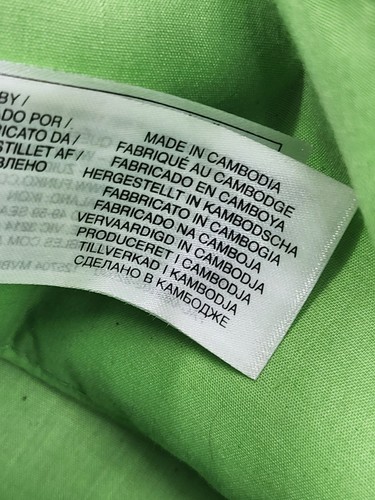 BY /
ADO POR /
ICATO DA /
STILLET AF /
ВЛЕНО
MADE IN CAMBODIA
FABRIQUÉ AU CAMBODGE
FABRICADO EN CAMBOYA
HERGESTELLT IN KAMBODSCHA
FABBRICATO IN CAMBOGIA
FABRICADO NA CAMBOJA
VERVAARDIGD IN CAMBODJA
PRODUCERET I CAMBODJA
TILLVERKAD I KAMBODJA
СДЕЛАНО В КАМБОДЖЕ